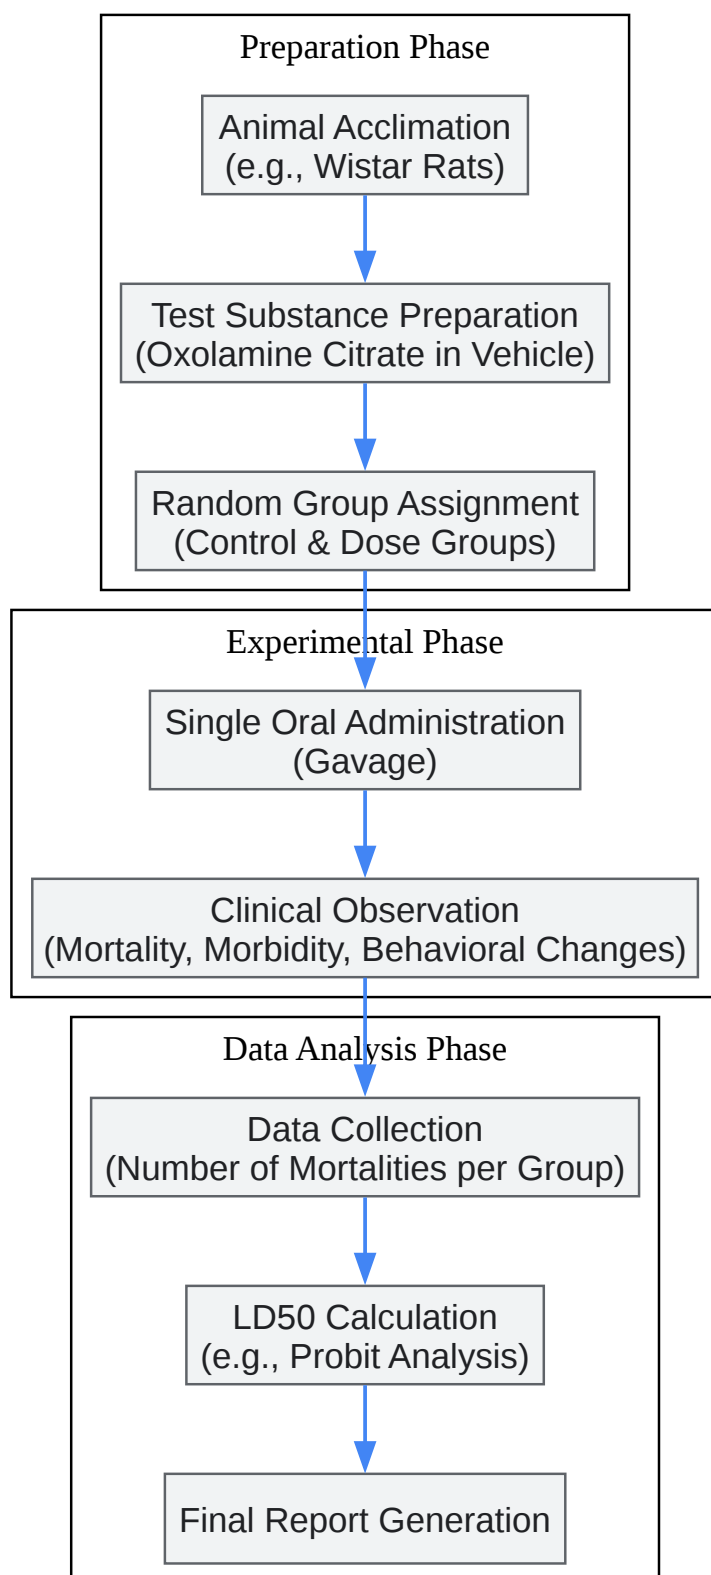 Preparation Phase
Animal Acclimation
(e.g., Wistar Rats)
Test Substance Preparation
(Oxolamine Citrate in Vehicle)
Random Group Assignment
(Control & Dose Groups)
Experimental Phase
Single Oral Administration
(Gavage)
Clinical Observation
(Mortality, Morbidity, Behavioral Changes)
Data Analysis Phase
Data Collection
(Number of Mortalities per Group)
LD50 Calculation
(e.g., Probit Analysis)
Final Report Generation